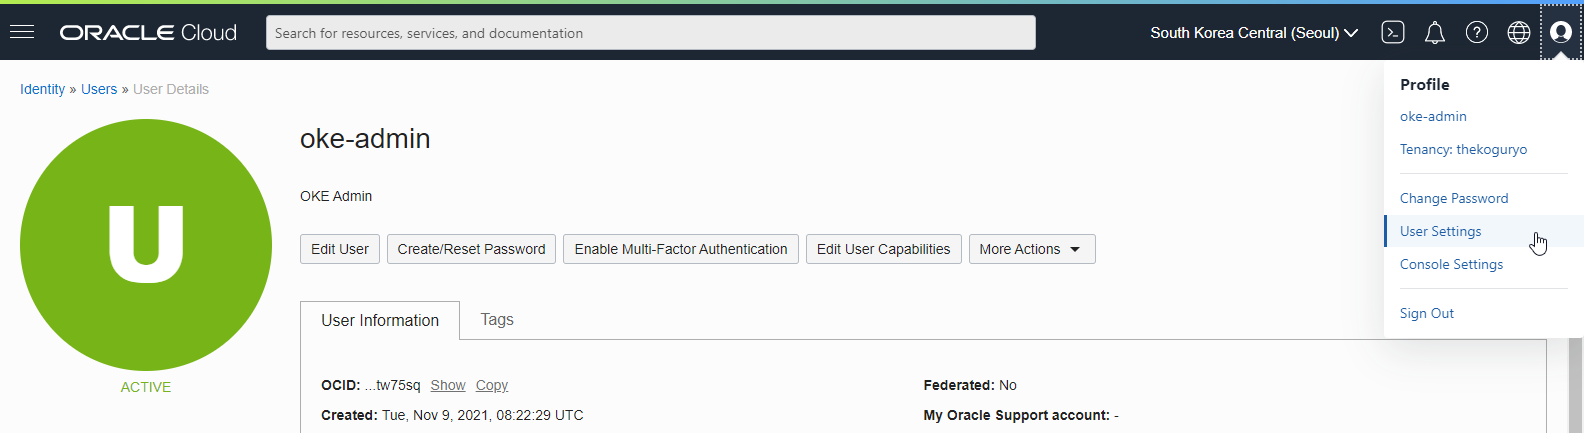 ORACLE Cloud
Search for resources, services, and documentation
South Korea Central (Seoul)
Identity » Users » User Details
U
ACTIVE
oke-admin
OKE Admin
Edit User
Create/Reset Password
Enable Multi-Factor Authentication
Edit User Capabilities
More Actions
User Information
Tags
OCID: ...tw75sq Show Copy
Created: Tue, Nov 9, 2021, 08:22:29 UTC
Federated: No
My Oracle Support account: -
Profile
oke-admin
Tenancy: thekoguryo
Change Password
User Settings
Console Settings
Sign Out